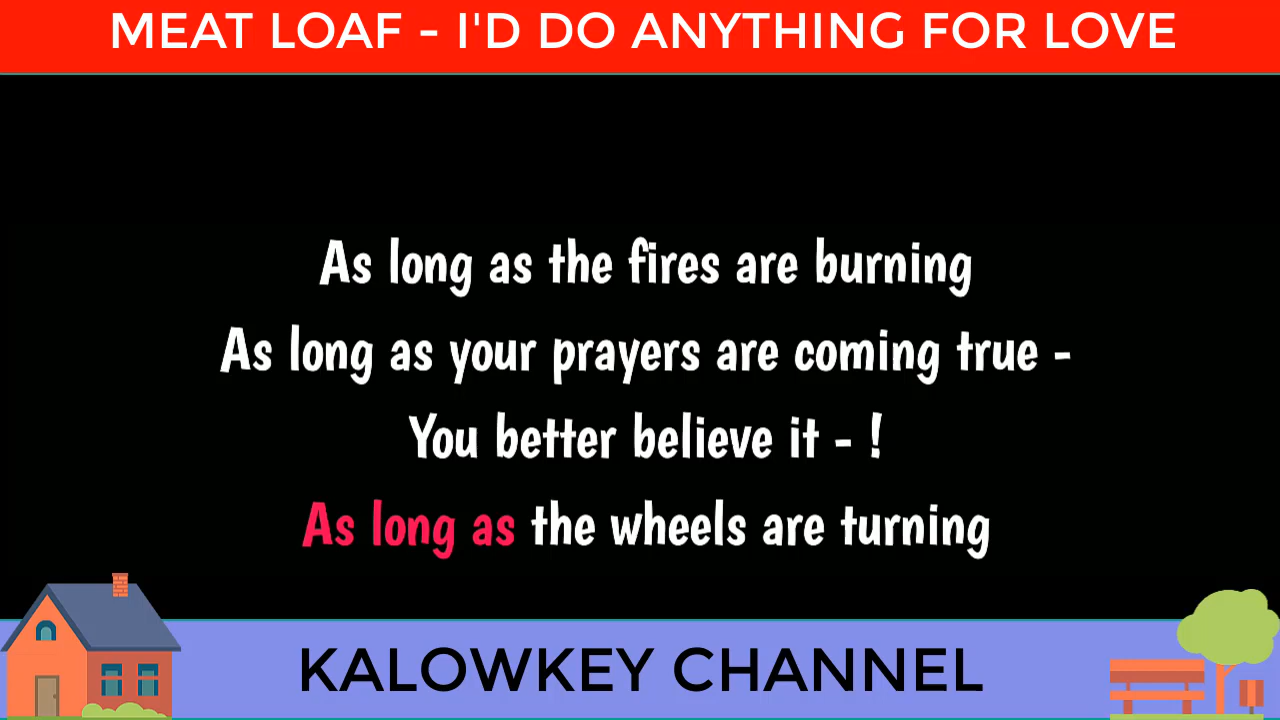 MEAT LOAF - I'D DO ANYTHING FOR LOVE
As long as the fires are burning
As long as your prayers are coming true -
You better believe it - !
As long as the wheels are turning
KALOWKEY CHANNEL